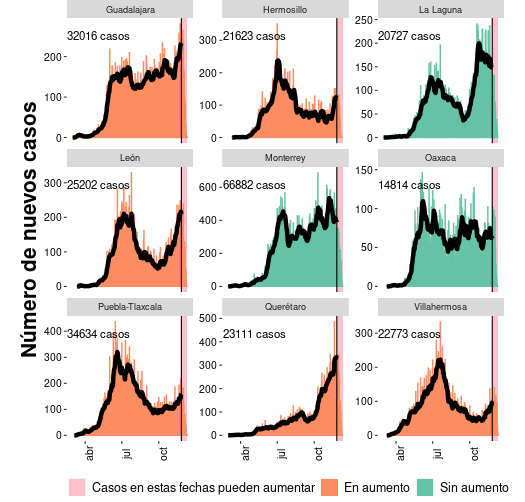 Guadalajara
Hermosillo
La Laguna
32016 casos
21623 casos
20727 casos
200
100
0
300
200
100
0
250
200
150
100
50
0
León
Monterrey
Oaxaca
25202 casos
66882 casos
14814 casos
300
200
100
0
600
400
200
0
150
100
50
0
Puebla-Tlaxcala
Querétaro
Villahermosa
34634 casos
23111 casos
22773 casos
400
300
200
100
0
500
400
300
200
100
0
300
200
100
0
abr
jul
oct
abr
jul
oct
abr
jul
oct
Número de nuevos casos
Casos en estas fechas pueden aumentar
En aumento
Sin aumento